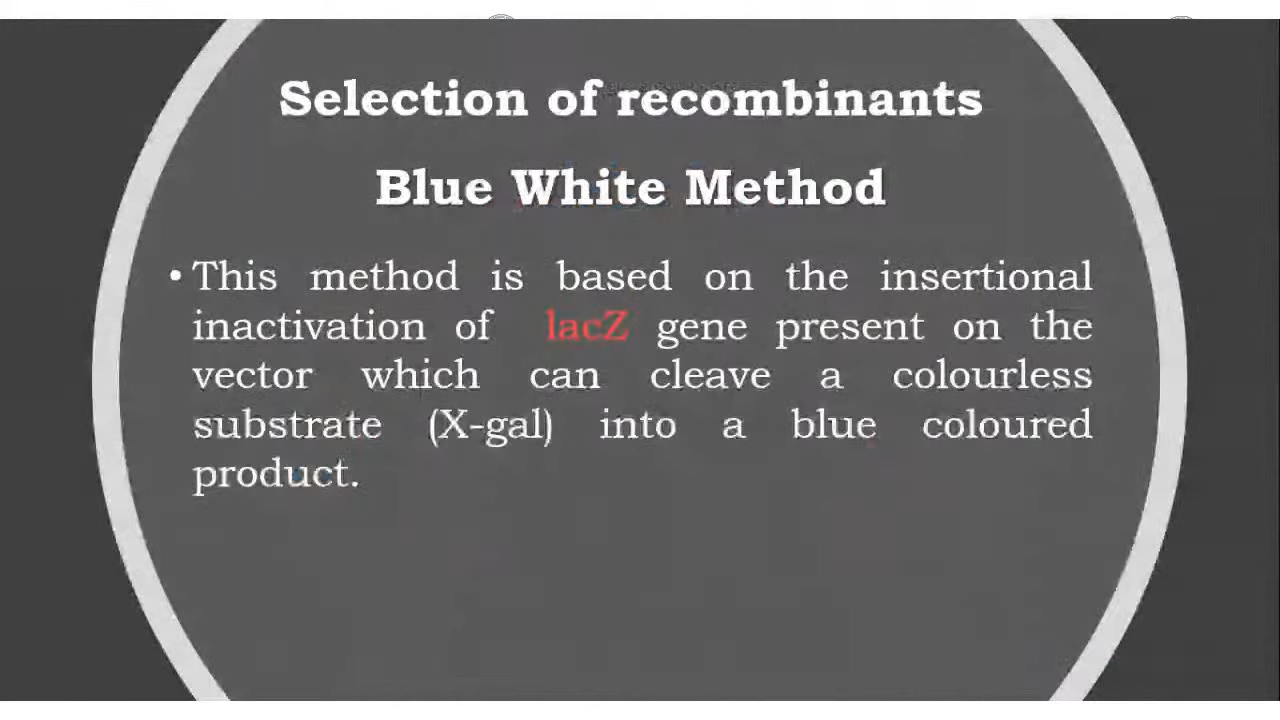 Selection of recombinants
Blue White Method
• This method is based on the insertional
inactivation of lacZ gene present on the
vector which can cleave a colourless
substrate (X-gal) into a blue coloured
product.